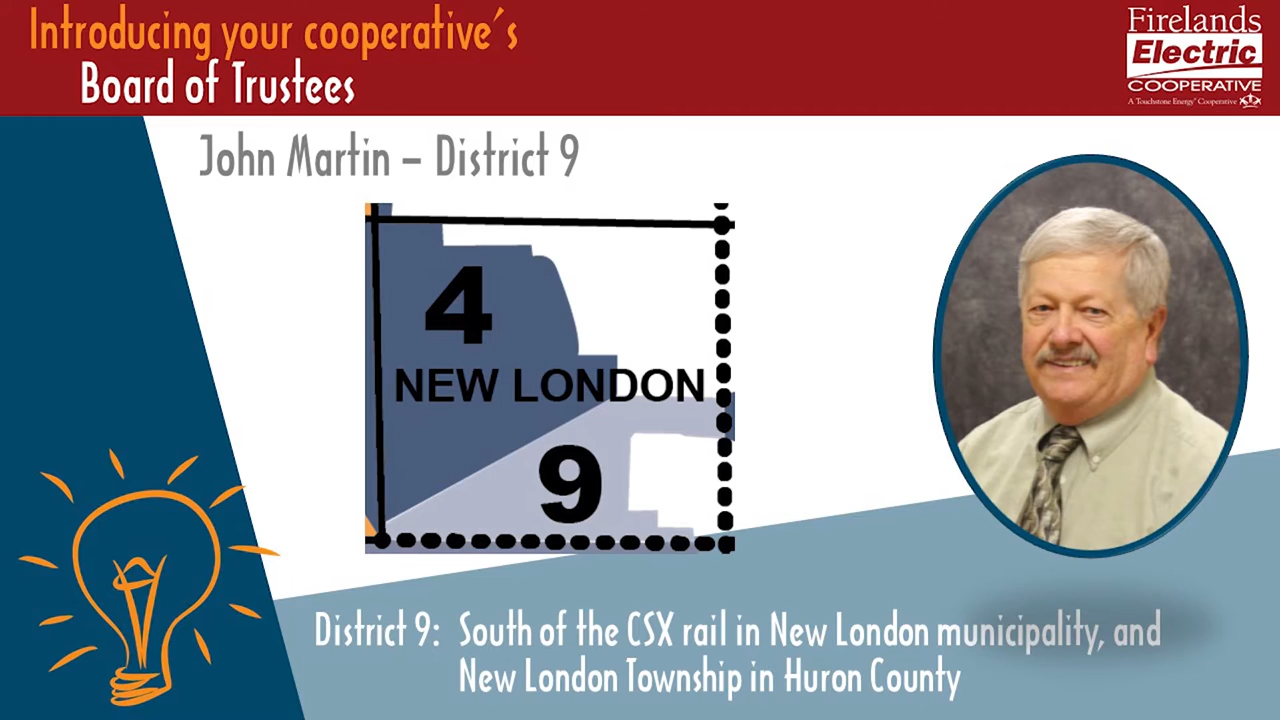 Introducing your cooperative's
Board of Trustees
Firelands
Electric
COOPERATIVE
A Touchstone Energy® Cooperative
John Martin – District 9
4
NEW LONDON
9
District 9: South of the CSX rail in New London municipality, and
New London Township in Huron County